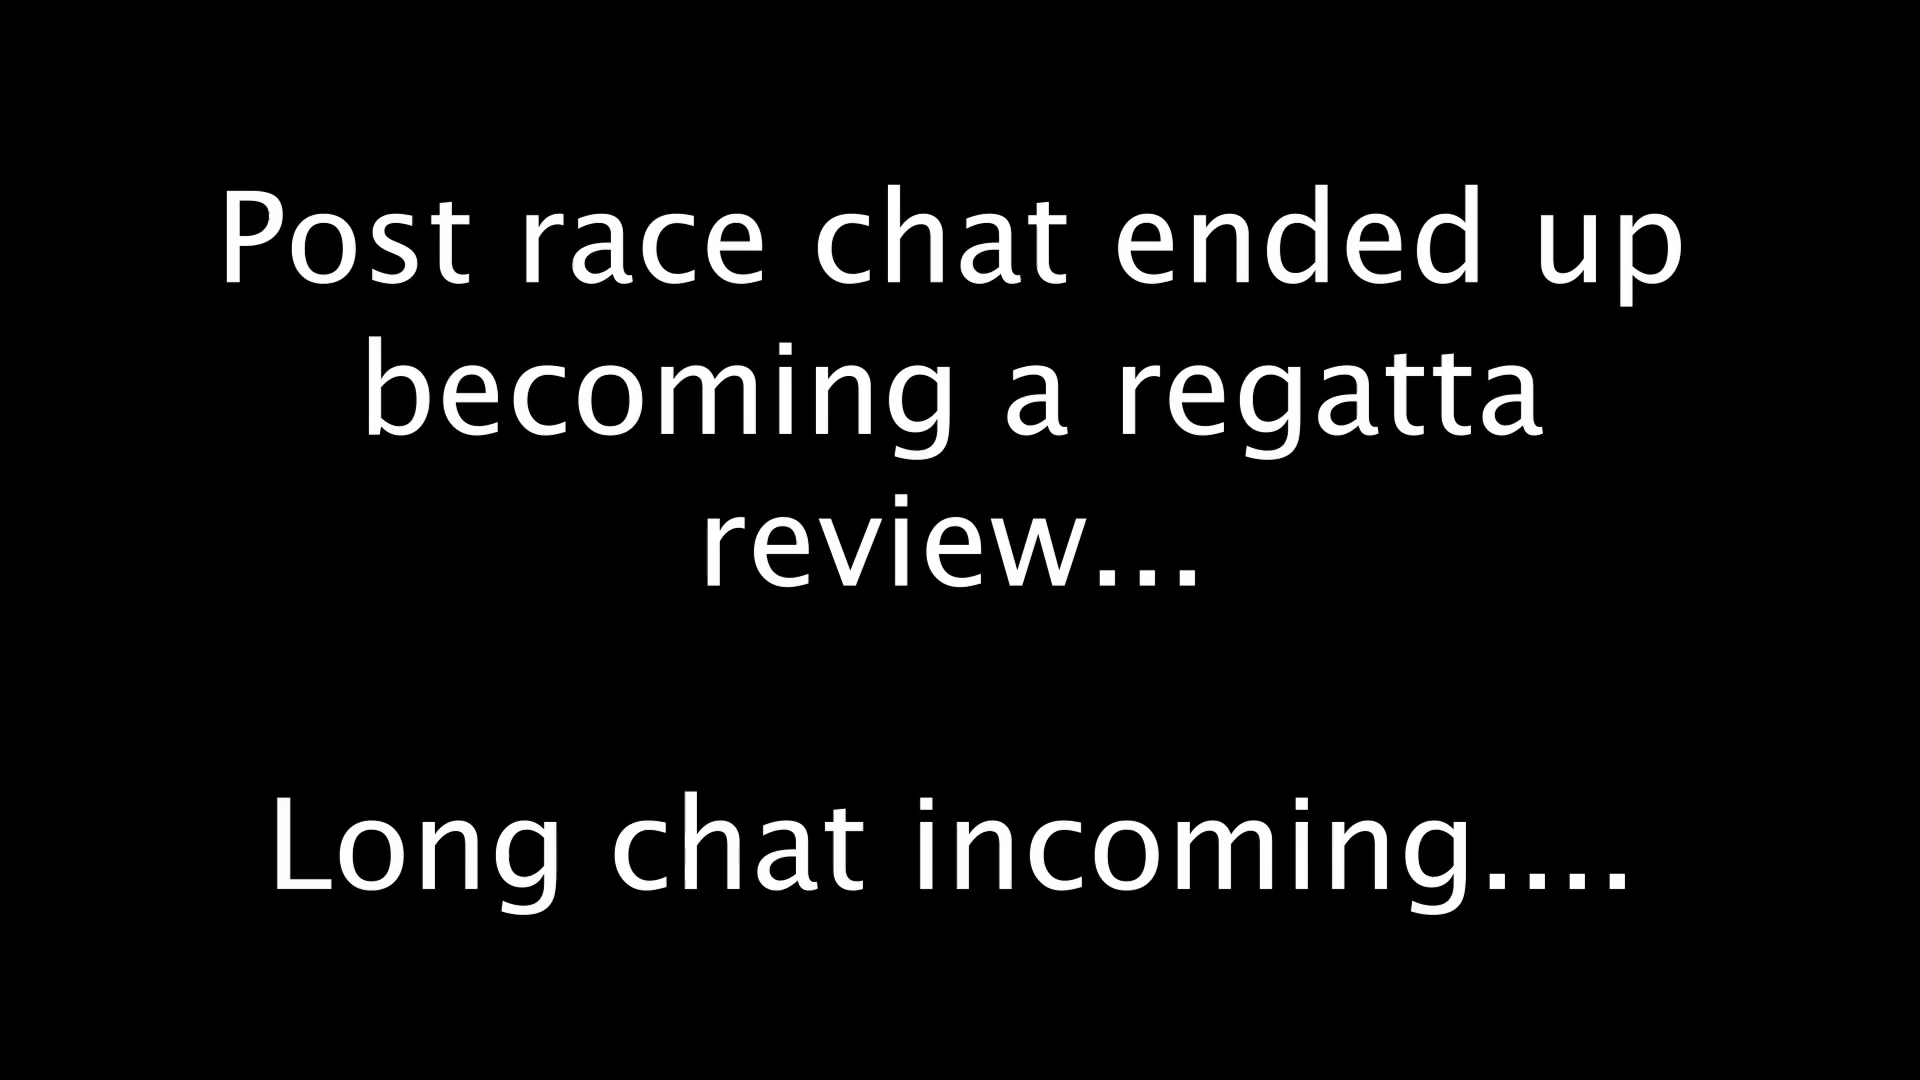 Post race chat ended up
becoming a regatta
review...
Long chat incoming....